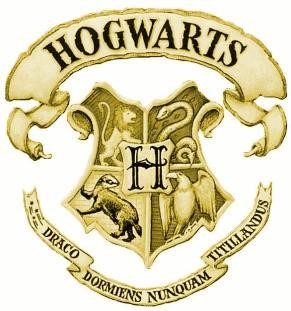 HOGWARTS
H
DRACO DORMIENS NUNQUAM TITILLANDUS